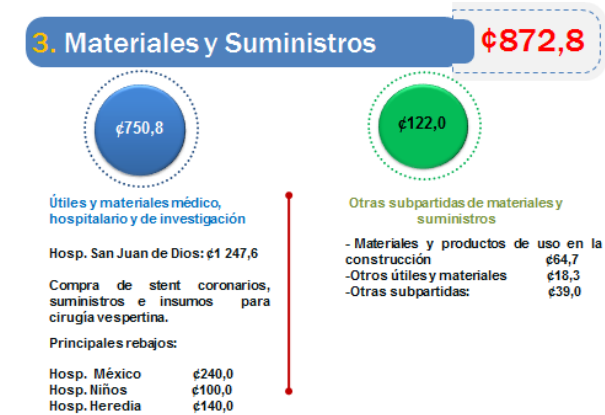 3. Materiales y Suministros
₡872,8
₡750,8
Útiles y materiales médico,
hospitalario y de investigación
Hosp. San Juan de Dios: ₡1 247,6
Compra de stent coronarios,
suministros e insumos para
cirugía vespertina.
Principales rebajos:
Hosp. México ₡240,0
Hosp. Niños ₡100,0
Hosp. Heredia ₡140,0
₡122,0
Otras subpartidas de materiales y
suministros
- Materiales y productos de uso en la
construcción ₡64,7
-Otros útiles y materiales ₡18,3
-Otras subpartidas: ₡39,0